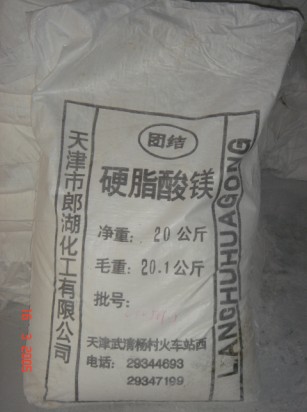 团结
硬脂酸镁
净重: 20公斤
毛重: 20.1公斤
批号:
天津武清杨村火车站西
电话: 29344693
29347199
天津市郎湖化工有限公司
LIANGHUHUAGONG